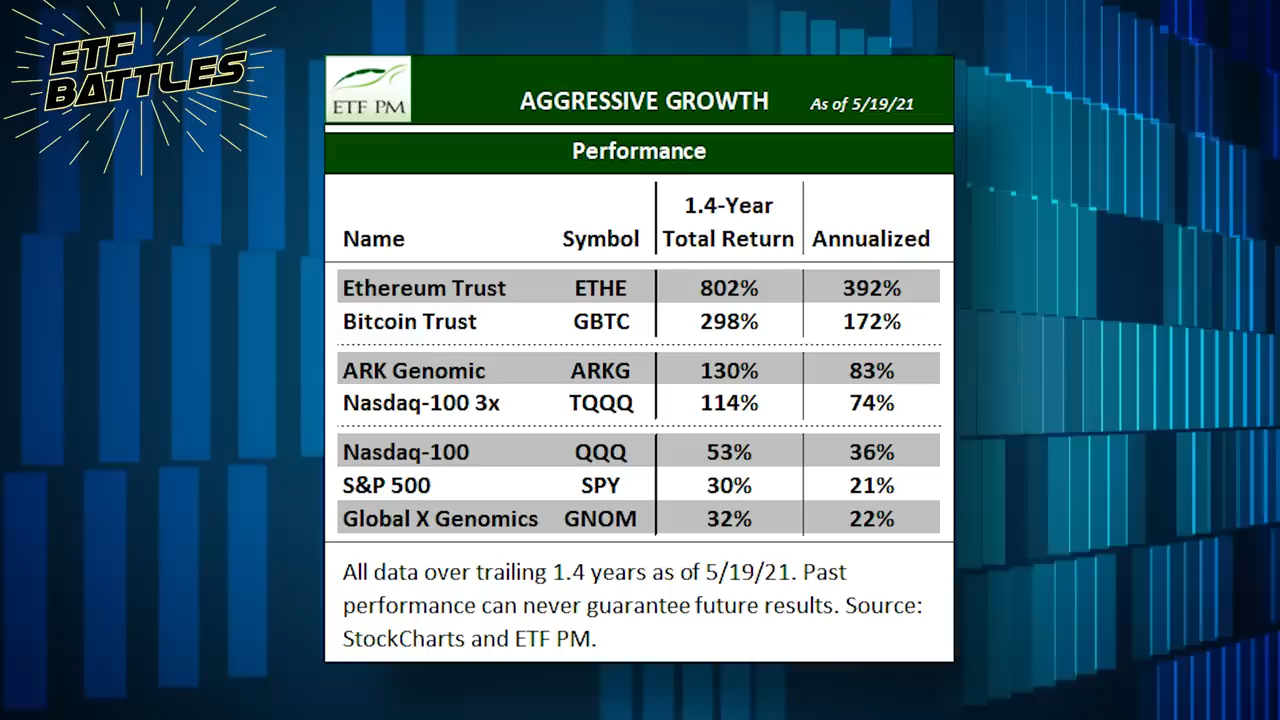 ETF
BATTLES
ETF PM
AGGRESSIVE GROWTH As of 5/19/21
Performance
1.4-Year
Name Symbol Total Return Annualized
Ethereum Trust ETHE 802% 392%
Bitcoin Trust GBTC 298% 172%
ARK Genomic ARKG 130% 83%
Nasdaq-100 3x TQQQ 114% 74%
Nasdaq-100 QQQ 53% 36%
S&P 500 SPY 30% 21%
Global X Genomics GNOM 32% 22%
All data over trailing 1.4 years as of 5/19/21. Past
performance can never guarantee future results. Source:
StockCharts and ETF PM.